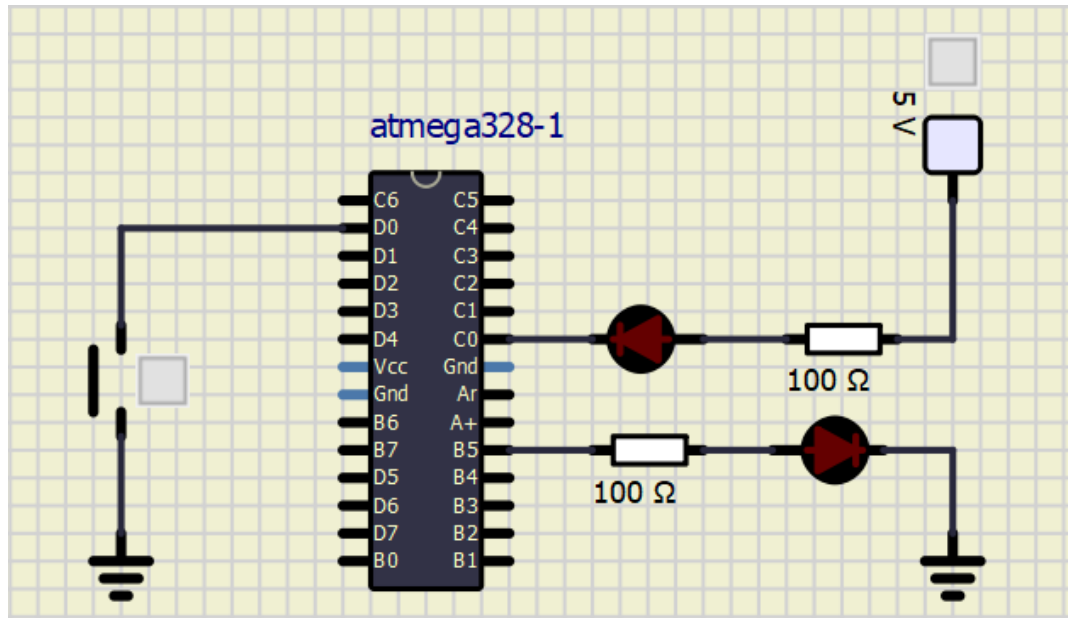 atmega328-1
5 V
C6 C5
D0 C4
D1 C3
D2 C2
D3 C1
D4 C0
Vcc Gnd
Gnd Ar
B6 A+
B7 B5
D5 B4
D6 B3
D7 B2
B0 B1
100 Ω
100 Ω